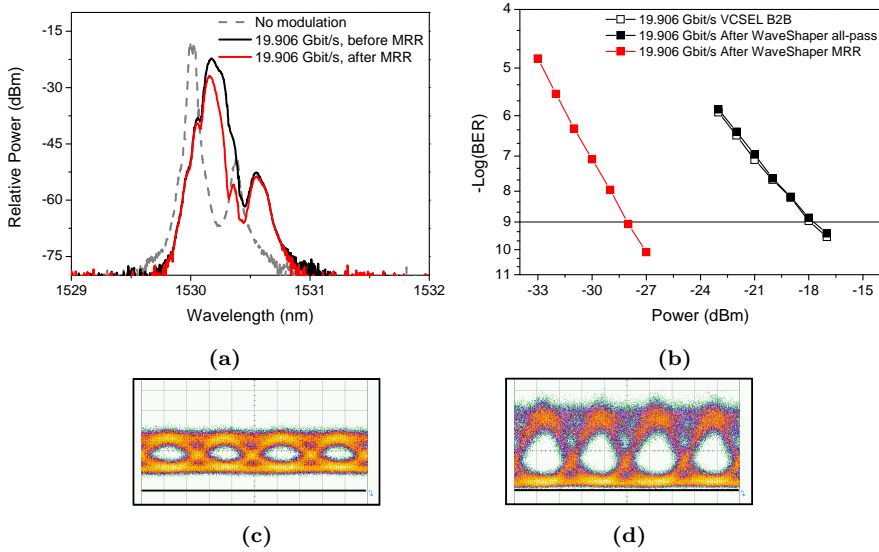 No modulation
19.906 Gbit/s, before MRR
19.906 Gbit/s, after MRR
-15
-30
-45
-60
-75
Relative Power (dBm)
1529
1530
1531
1532
Wavelength (nm)
(a)
19.906 Gbit/s VCSEL B2B
19.906 Gbit/s After WaveShaper all-pass
19.906 Gbit/s After WaveShaper MRR
4
5
6
7
8
9
10
11
-Log(BER)
-33
-30
-27
-24
-21
-18
-15
Power (dBm)
(b)
(c)
(d)